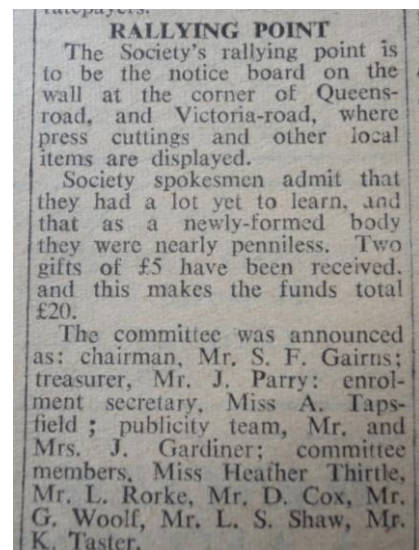 ratepayers.
RALLYING POINT
The Society's rallying point is
to be the notice board on the
wall at the corner of Queens-
road, and Victoria-road, where
press cuttings and other local
items are displayed.
Society spokesmen admit that
they had a lot yet to learn, and
that as a newly-formed body
they were nearly penniless. Two
gifts of £5 have been received.
and this makes the funds total
£20.
The committee was announced
as: chairman, Mr. S. F. Gairns;
treasurer, Mr. J. Parry: enrol-
ment secretary, Miss A. Taps-
field ; publicity team, Mr. and
Mrs. J. Gardiner; committee
members, Miss Heather Thirtle,
Mr. L. Rorke, Mr. D. Cox, Mr.
G. Woolf, Mr. L. S. Shaw, Mr.
K. Taster.